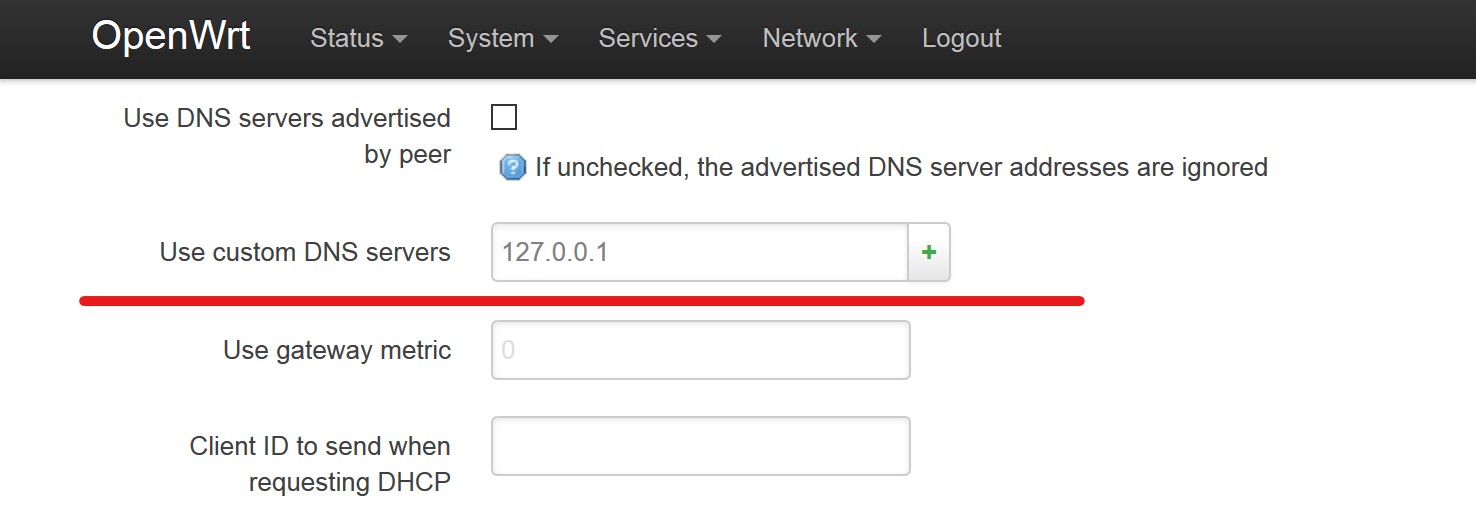 OpenWrt Status System Services Network Logout
Use DNS servers advertised
by peer
? If unchecked, the advertised DNS server addresses are ignored
Use custom DNS servers 127.0.0.1 +
Use gateway metric 0
Client ID to send when
requesting DHCP